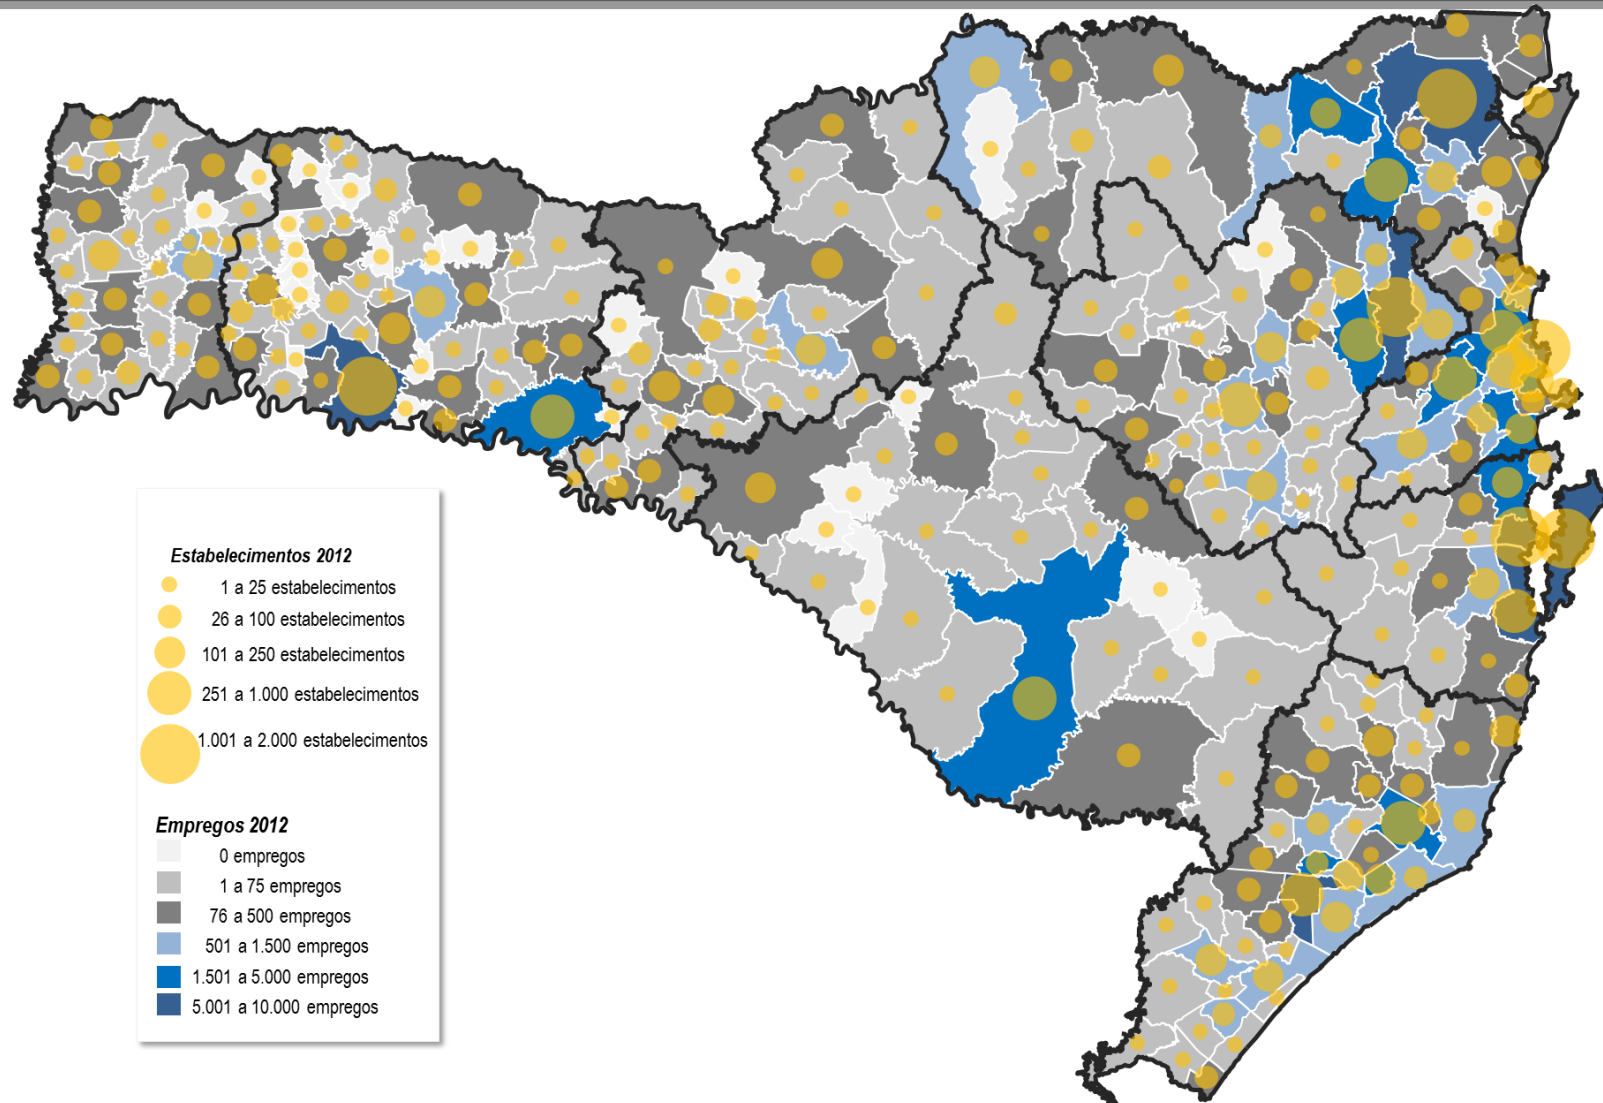 Estabelecimentos 2012
1 a 25 estabelecimentos
26 a 100 estabelecimentos
101 a 250 estabelecimentos
251 a 1.000 estabelecimentos
1.001 a 2.000 estabelecimentos
Empregos 2012
0 empregos
1 a 75 empregos
76 a 500 empregos
501 a 1.500 empregos
1.501 a 5.000 empregos
5.001 a 10.000 empregos